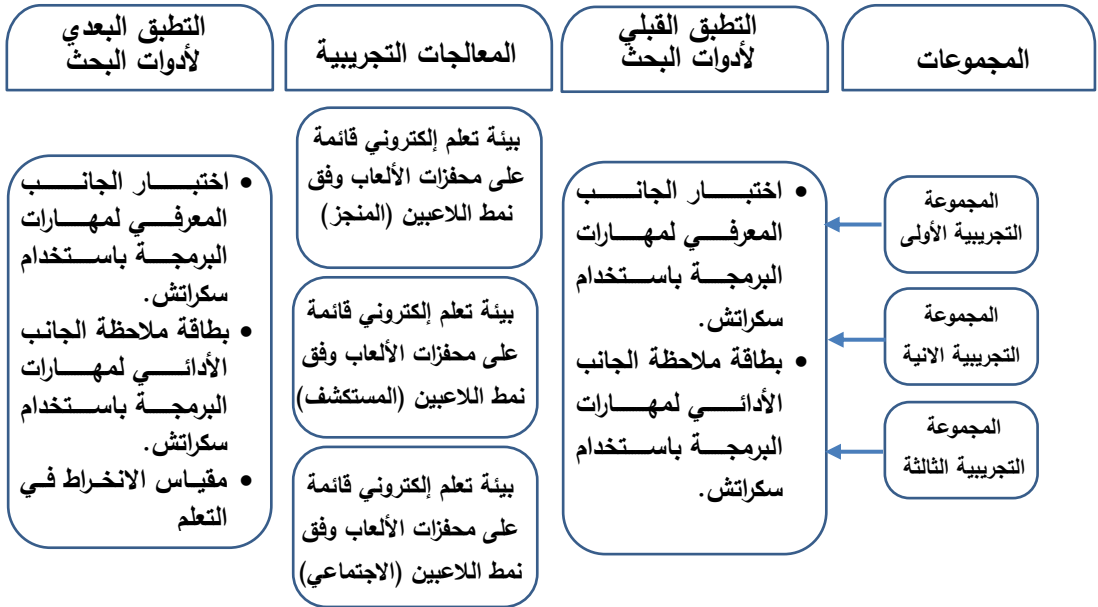 المجموعات
التطبق القبلي
لأدوات البحث
المعالجات التجريبية
التطبق البعدي
لأدوات البحث
المجموعة
التجريبية الأولى
المجموعة
التجريبية الانية
المجموعة
التجريبية الثالثة
• اختبار الجانب
المعرفي لمهارات
البرمجة باستخدام
سكراتش.
• بطاقة ملاحظة الجانب
الأدائي لمهارات
البرمجة باستخدام
سكراتش.
بيئة تعلم إلكتروني قائمة
على محفزات الألعاب وفق
نمط اللاعبين (المنجز)
بيئة تعلم إلكتروني قائمة
على محفزات الألعاب وفق
نمط اللاعبين (المستكشف)
بيئة تعلم إلكتروني قائمة
على محفزات الألعاب وفق
نمط اللاعبين (الاجتماعي)
• اختبار الجانب
المعرفي لمهارات
البرمجة باستخدام
سكراتش.
• بطاقة ملاحظة الجانب
الأدائي لمهارات
البرمجة باستخدام
سكراتش.
• مقياس الانخراط في
التعلم